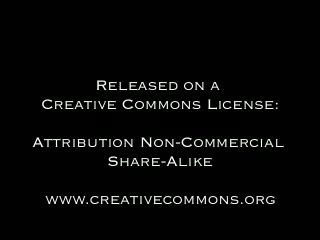 Released on a
Creative Commons License:
Attribution Non-Commercial
Share-Alike
www.creativecommons.org